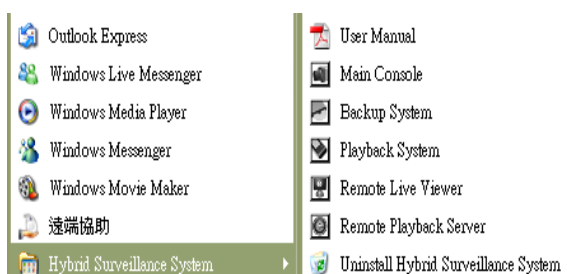 Outlook Express
Windows Live Messenger
Windows Media Player
Windows Messenger
Windows Movie Maker
遠端協助
Hybrid Surveillance System
User Manual
Main Console
Backup System
Playback System
Remote Live Viewer
Remote Playback Server
Uninstall Hybrid Surveillance System